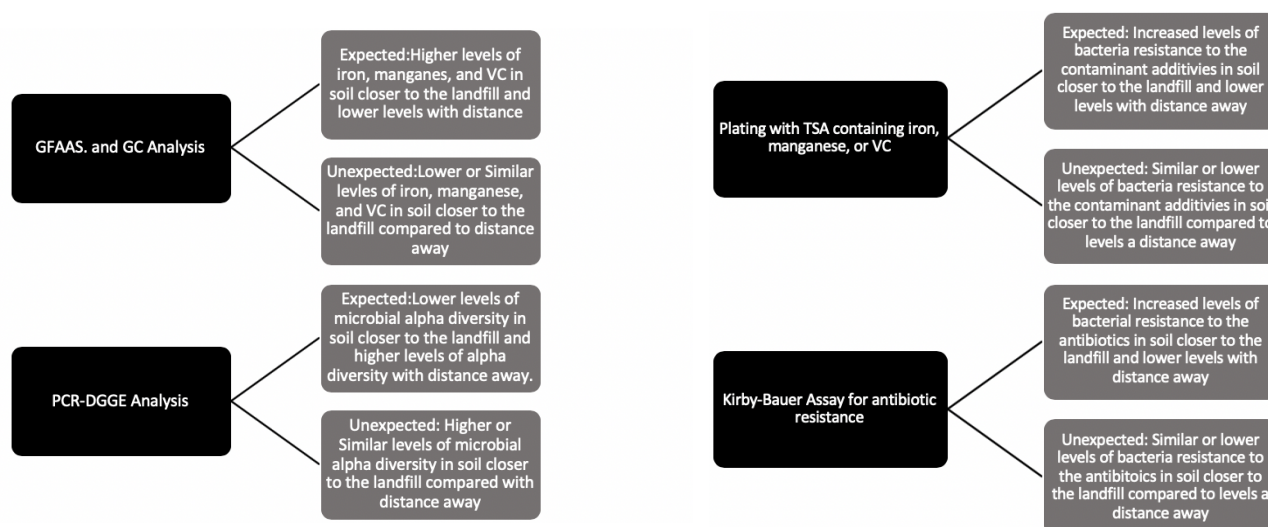 GFAAS. and GC Analysis
Expected:Higher levels of
iron, manganes, and VC in
soil closer to the landfill and
lower levels with distance
Unexpected:Lower or Similar
levles of iron, manganese,
and VC in soil closer to the
landfill compared to distance
away
PCR-DGGE Analysis
Expected:Lower levels of
microbial alpha diversity in
soil closer to the landfill and
higher levels of alpha
diversity with distance away.
Unexpected: Higher or
Similar levels of microbial
alpha diversity in soil closer
to the landfill compared with
distance away
Plating with TSA containing iron,
manganese, or VC
Expected: Increased levels of
bacteria resistance to the
contaminant additivies in soil
closer to the landfill and lower
levels with distance away
Unexpected: Similar or lower
levels of bacteria resistance to
the contaminant additivies in soi
closer to the landfill compared to
levels a distance away
Kirby-Bauer Assay for antibiotic
resistance
Expected: Increased levels of
bacterial resistance to the
antibiotics in soil closer to the
landfill and lower levels with
distance away
Unexpected: Similar or lower
levels of bacteria resistance to
the antibitoics in soil closer to
the landfill compared to levels a
distance away